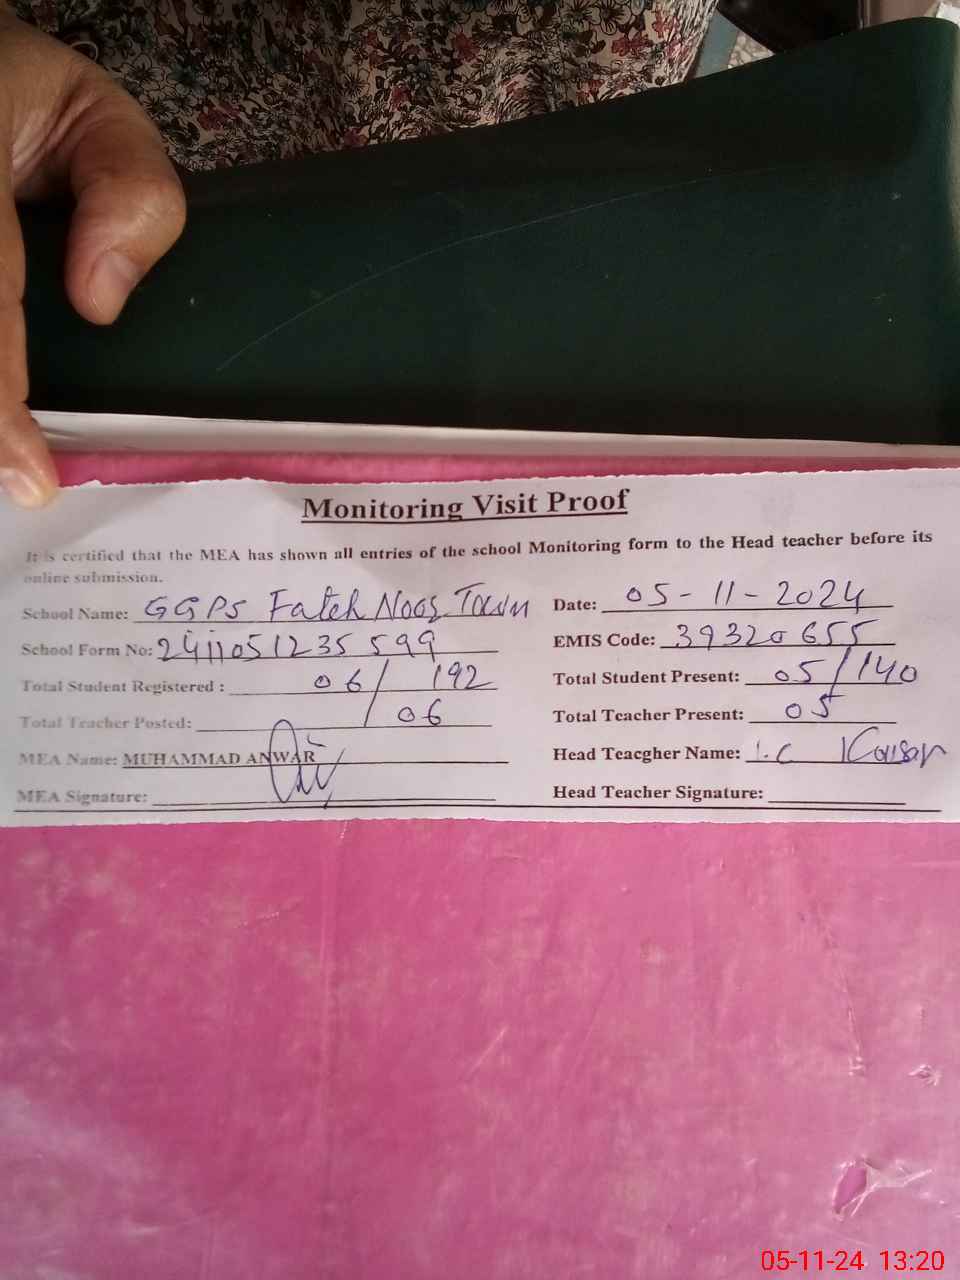 Monitoring Visit Proof
It is certified that the MEA has shown all entries of the school Monitoring form to the Head teacher before its
online submission.
School Name: GGPS Fateh Noor Town Date: 05-11-2024
School Form No: 2411051235599 EMIS Code: 39320655
Total Student Registered : 06/ 192 Total Student Present: 05/140
Total Teacher Posted: 06 Total Teacher Present: 05
MEA Name: MUHAMMAD ANWAR Head Teacgher Name: I.C Kousar
MEA Signature: Head Teacher Signature:
05-11-24 13:20